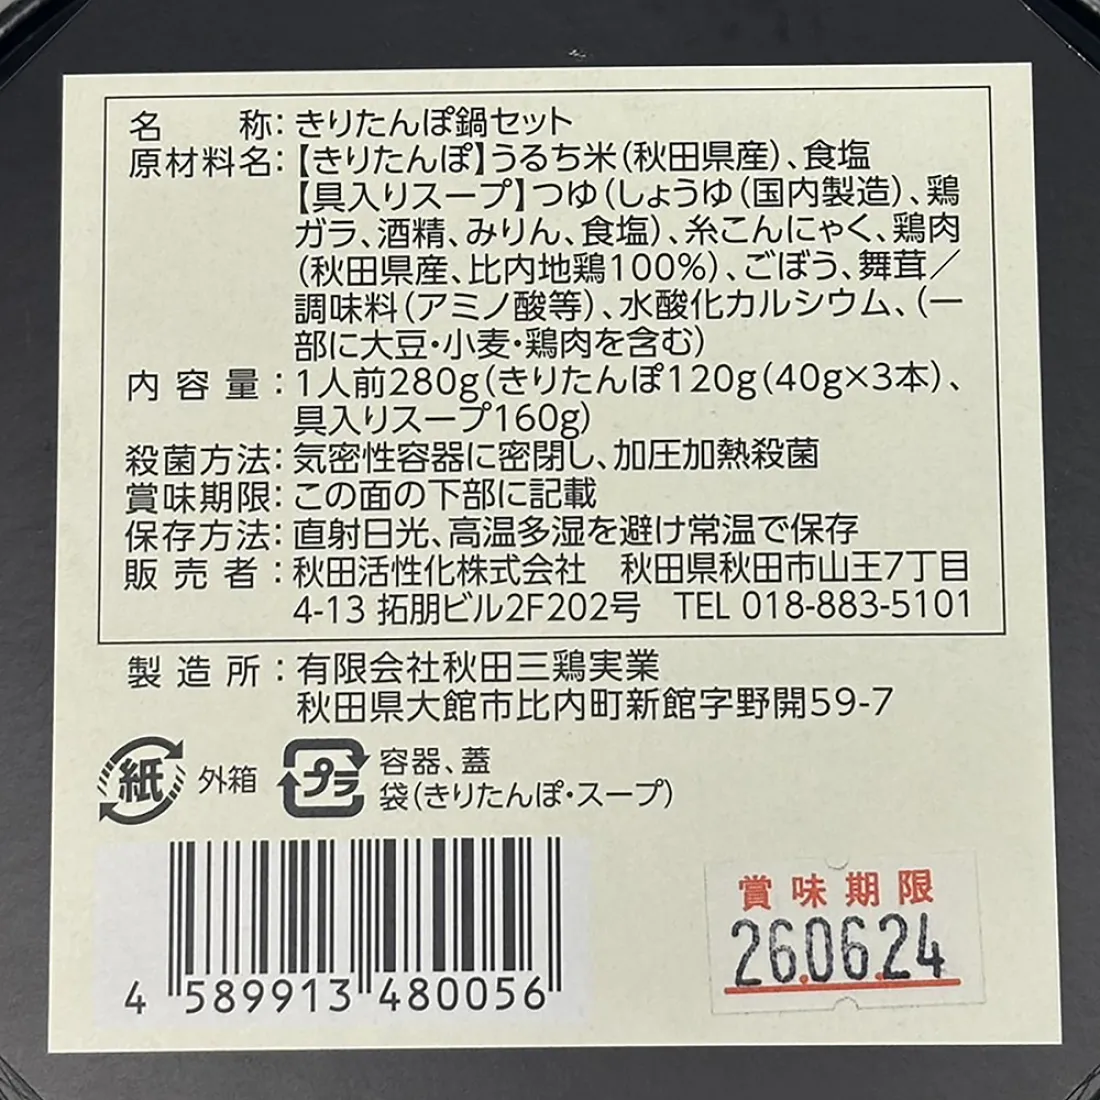 名称：きりたんぽ鍋セット
原材料名：【きりたんぽ】うるち米（秋田県産）、食塩
【具入りスープ】つゆ（しょうゆ（国内製造）、鶏
ガラ、酒精、みりん、食塩）、糸こんにゃく、鶏肉
（秋田県産、比内地鶏100%）、ごぼう、舞茸／
調味料（アミノ酸等）、水酸化カルシウム、（一
部に大豆・小麦・鶏肉を含む）
内容量：1人前280g（きりたんぽ120g（40g×3本）、
具入りスープ160g）
殺菌方法：気密性容器に密閉し、加圧加熱殺菌
賞味期限：この面の下部に記載
保存方法：直射日光、高温多湿を避け常温で保存
販売者：秋田活性化株式会社　秋田県秋田市山王7丁目
4-13 拓朋ビル2F202号　TEL 018-883-5101
製造所：有限会社秋田三鶏実業
秋田県大館市比内町新館字野開59-7
紙 外箱 プラ 容器、蓋
袋（きりたんぽ・スープ）
4 589913 480056
賞味期限
26.06.24